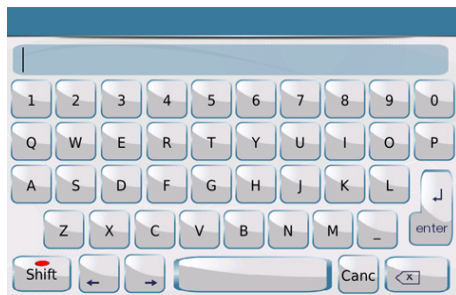 1 2 3 4 5 6 7 8 9 0
Q W E R T Y U I O P
A S D F G H J K L
enter
Z X C V B N M _
Shift ← → Canc x